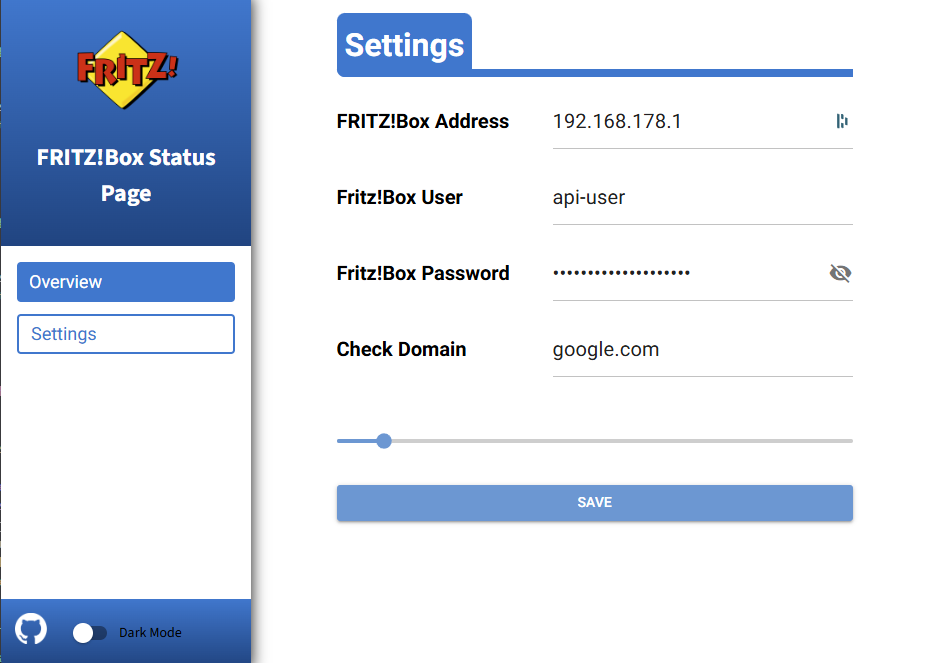 FRITZ!
FRITZ!Box Status
Page
Overview
Settings
Dark Mode
Settings
FRITZ!Box Address 192.168.178.1
Fritz!Box User api-user
Fritz!Box Password •••••••••••••••••••
Check Domain google.com
SAVE